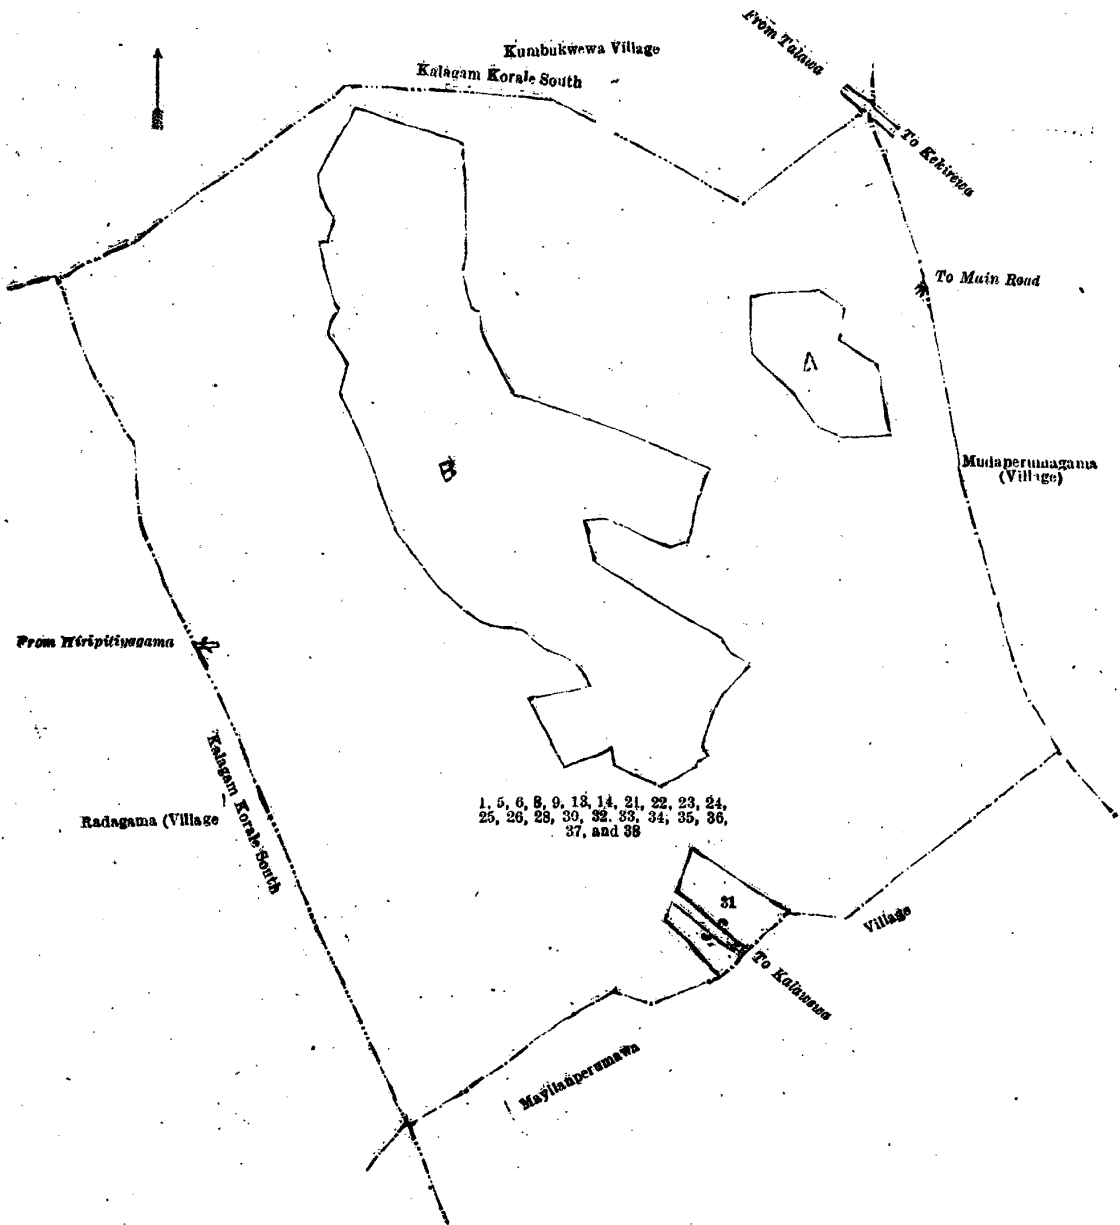 From Talawa
Kumbukwewa Village
Kalagam Korale South
To Kekirewa
To Main Road
A
B
Mudaperumagama
(Village)
From Hiripitiyagama
Kalagam Korale South
Radagama (Village
1, 5, 6, 8, 9, 13, 14, 21, 22, 23, 24,
25, 26, 28, 30, 32. 33, 34, 35, 36,
37, and 38
31
Village
To Kalawewa
Mayilanperumawa